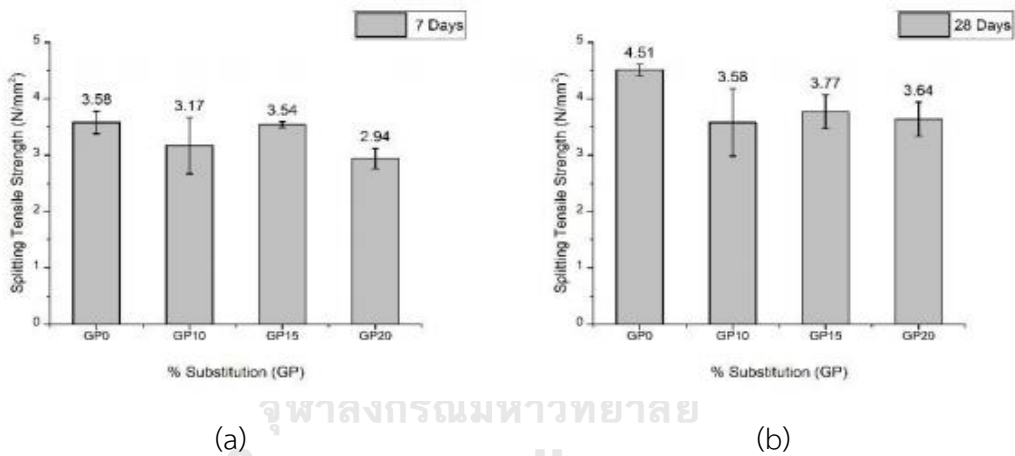 7 Days
5
4
3
2
1
0
Splitting Tensile Strength (N/mm²)
3.58
3.17
3.54
2.94
GP0 GP10 GP15 GP20
% Substitution (GP)
(a)
28 Days
5
4
3
2
1
0
Splitting Tensile Strength (N/mm²)
4.51
3.58
3.77
3.64
GP0 GP10 GP15 GP20
% Substitution (GP)
(b)
จุฬาลงกรณ์มหาวิทยาลัย